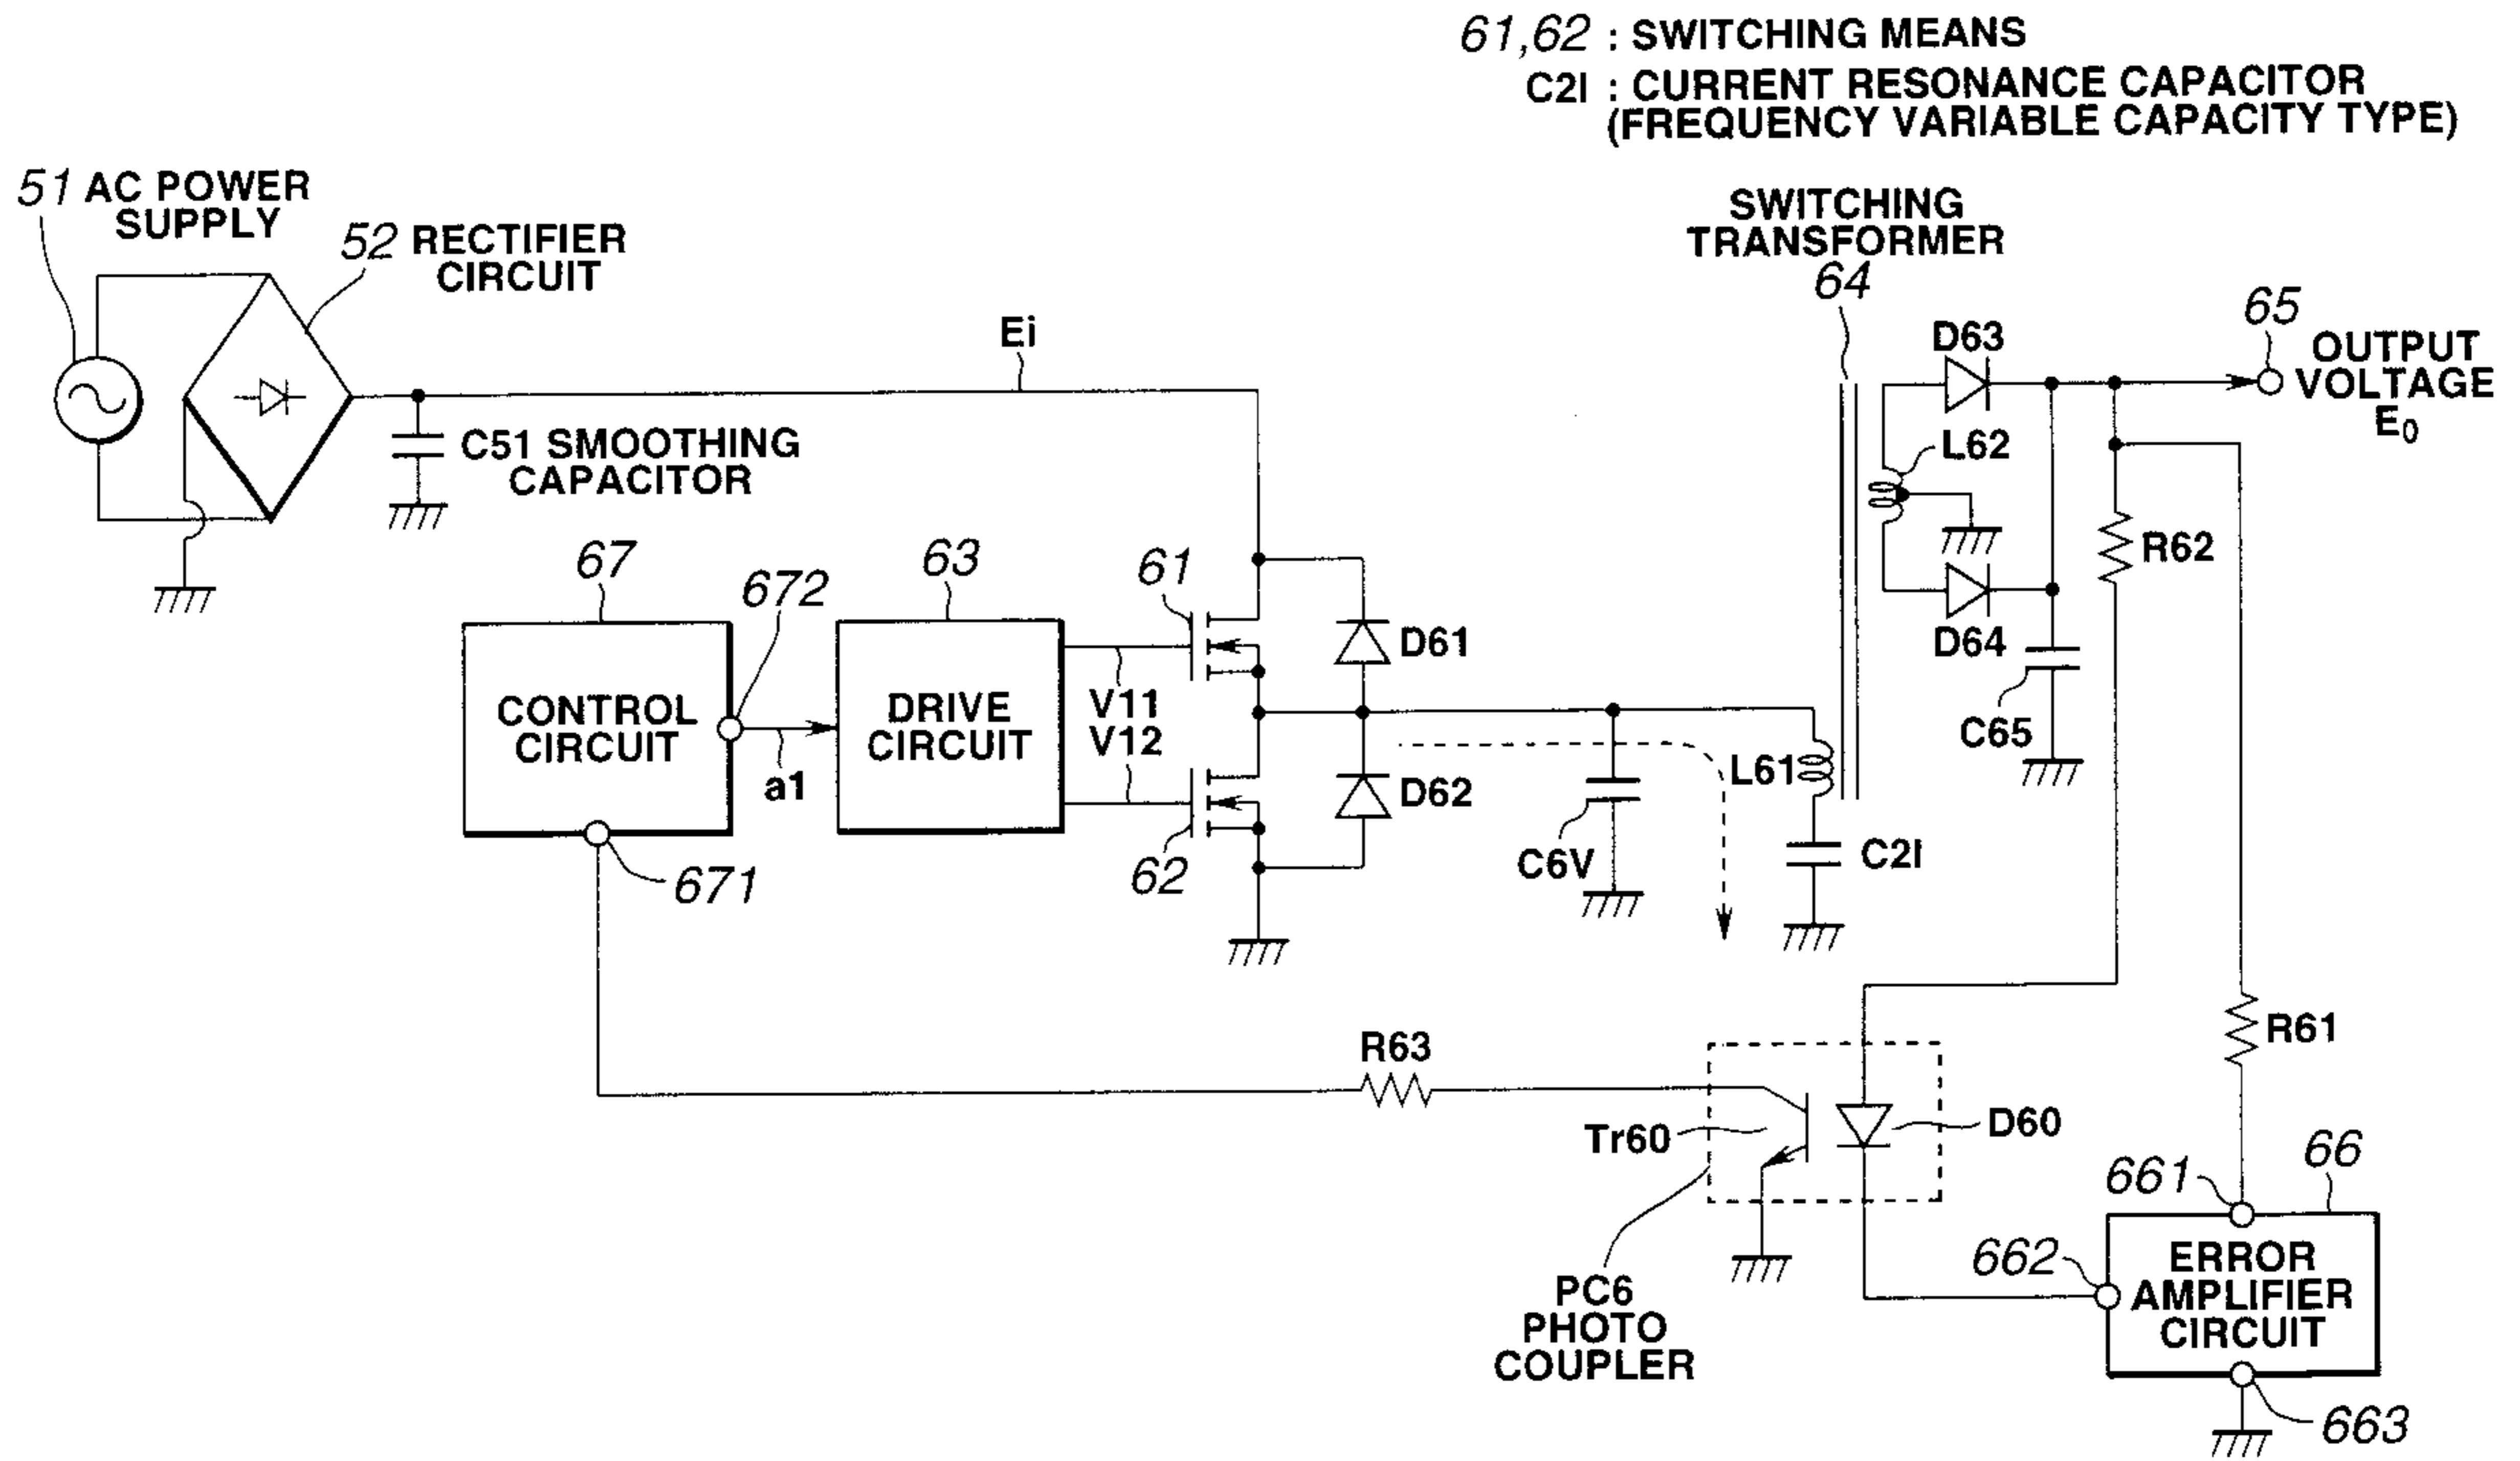 61,62 : SWITCHING MEANS
C2I : CURRENT RESONANCE CAPACITOR
(FREQUENCY VARIABLE CAPACITY TYPE)
51 AC POWER
SUPPLY
52 RECTIFIER
CIRCUIT
SWITCHING
TRANSFORMER
64
Ei
D63
65
OUTPUT
VOLTAGE
E0
C51 SMOOTHING
CAPACITOR
L62
R62
67
672
63
61
D61
D64
C65
CONTROL
CIRCUIT
a1
DRIVE
CIRCUIT
V11
V12
D62
L61
671
62
C6V
C2I
R63
R61
Tr60
D60
661
66
662
ERROR
AMPLIFIER
CIRCUIT
PC6
PHOTO
COUPLER
663